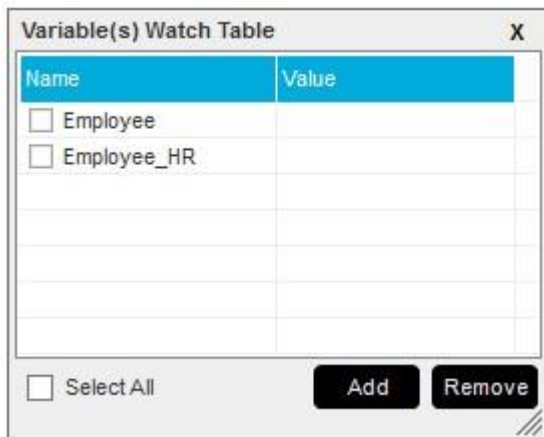 Variable(s) Watch Table X
Name Value
Employee
Employee_HR
Select All Add Remove